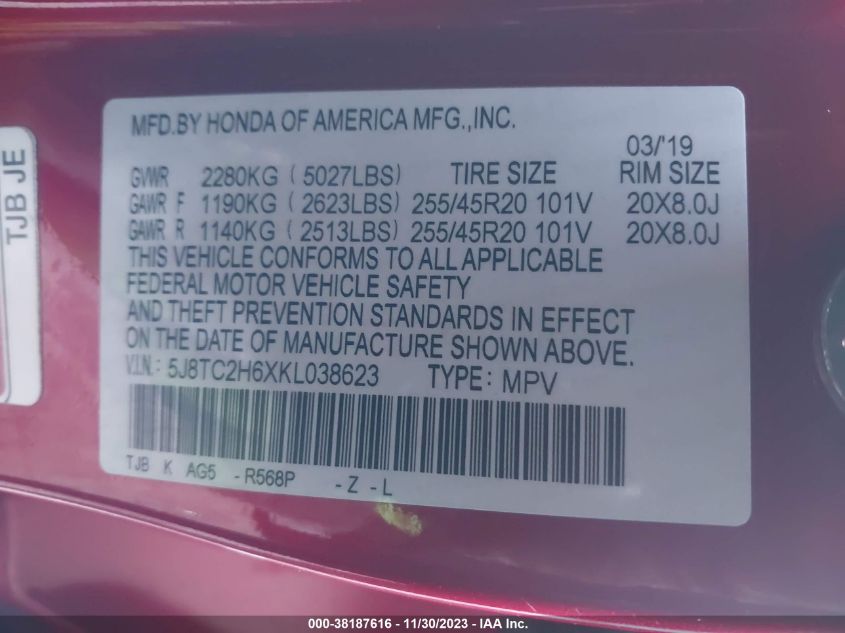 TJB JE
MFD.BY HONDA OF AMERICA MFG.,INC.
03/'19
GVWR 2280KG ( 5027LBS) TIRE SIZE RIM SIZE
GAWR F 1190KG (2623LBS) 255/45R20 101V 20X8.0J
GAWR R 1140KG (2513LBS) 255/45R20 101V 20X8.0J
THIS VEHICLE CONFORMS TO ALL APPLICABLE
FEDERAL MOTOR VEHICLE SAFETY
AND THEFT PREVENTION STANDARDS IN EFFECT
ON THE DATE OF MANUFACTURE SHOWN ABOVE.
V.I.N.: 5J8TC2H6XKL038623 TYPE: MPV
TJB K AG5 -R568P -Z -L
000-38187616 - 11/30/2023 - IAA Inc.